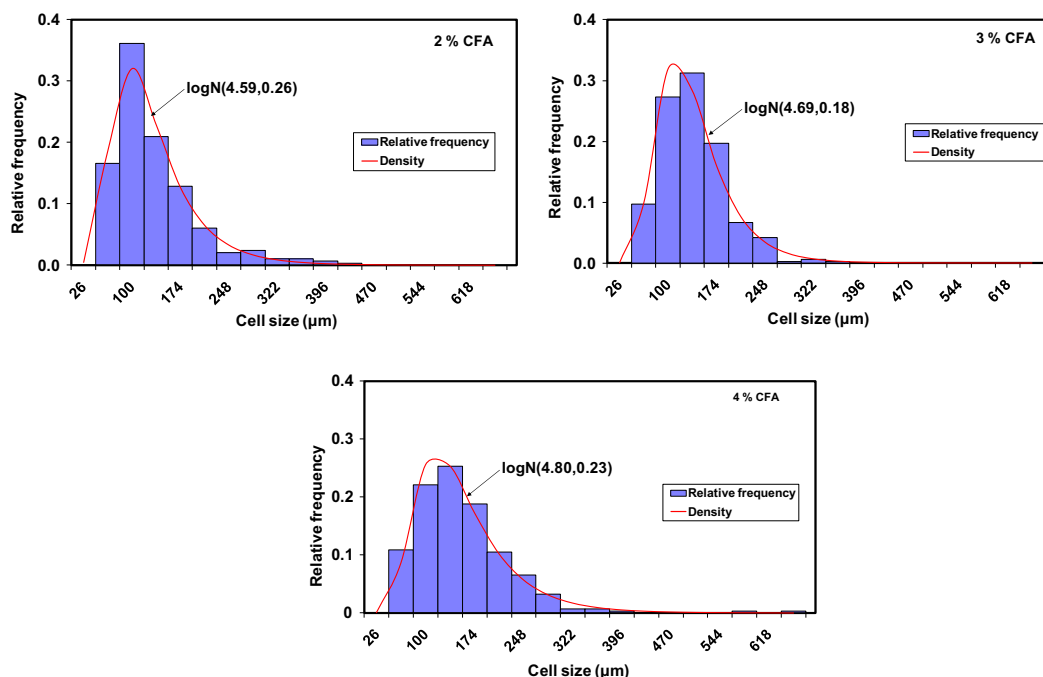 2 % CFA
0.4
0.3
0.2
0.1
0.0
Relative frequency
logN(4.59,0.26)
Relative frequency
Density
26
100
174
248
322
396
470
544
618
Cell size (µm)
3 % CFA
0.4
0.3
0.2
0.1
0.0
Relative frequency
logN(4.69,0.18)
Relative frequency
Density
26
100
174
248
322
396
470
544
618
Cell size (µm)
4 % CFA
0.4
0.3
0.2
0.1
0
Relative frequency
logN(4.80,0.23)
Relative frequency
Density
26
100
174
248
322
396
470
544
618
Cell size (µm)